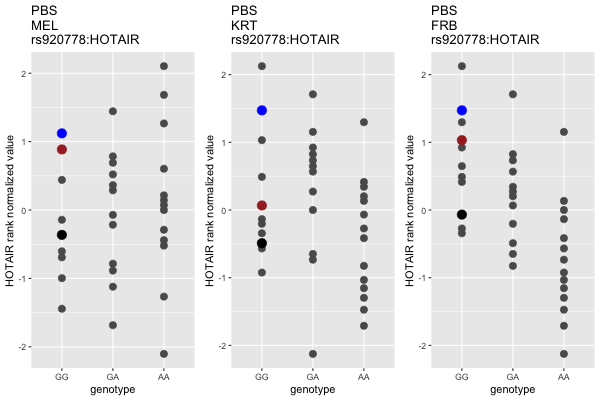 PBS
MEL
rs920778:HOTAIR
HOTAIR rank normalized value
2
1
0
-1
-2
GG
GA
AA
genotype
PBS
KRT
rs920778:HOTAIR
HOTAIR rank normalized value
2
1
0
-1
-2
GG
GA
AA
genotype
PBS
FRB
rs920778:HOTAIR
HOTAIR rank normalized value
2
1
0
-1
-2
GG
GA
AA
genotype